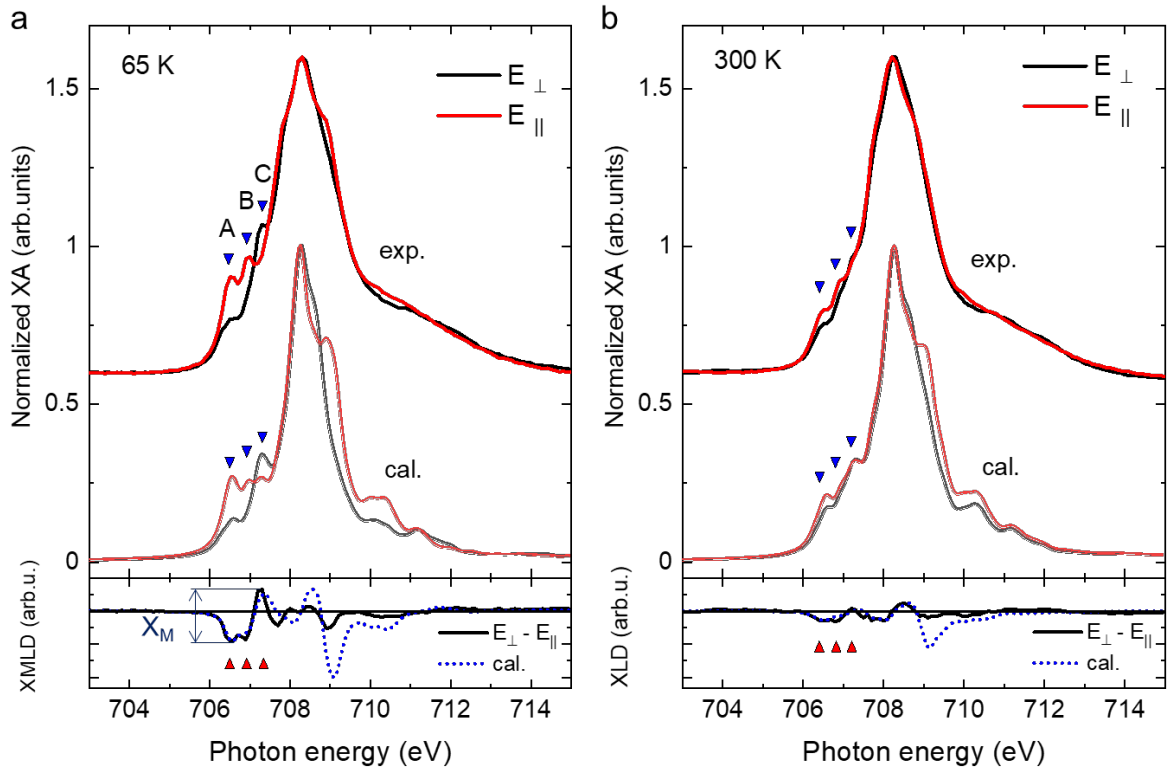 a
65 K
E ⊥
E ||
A
B
C
exp.
cal.
1.5
1
0.5
0
Normalized XA (arb.units)
XMLD (arb.u.)
X_M
E⊥ - E||
cal.
704 706 708 710 712 714
Photon energy (eV)
b
300 K
E ⊥
E ||
exp.
cal.
1.5
1
0.5
0
Normalized XA (arb.units)
XLD (arb.u.)
E⊥ - E||
cal.
704 706 708 710 712 714
Photon energy (eV)